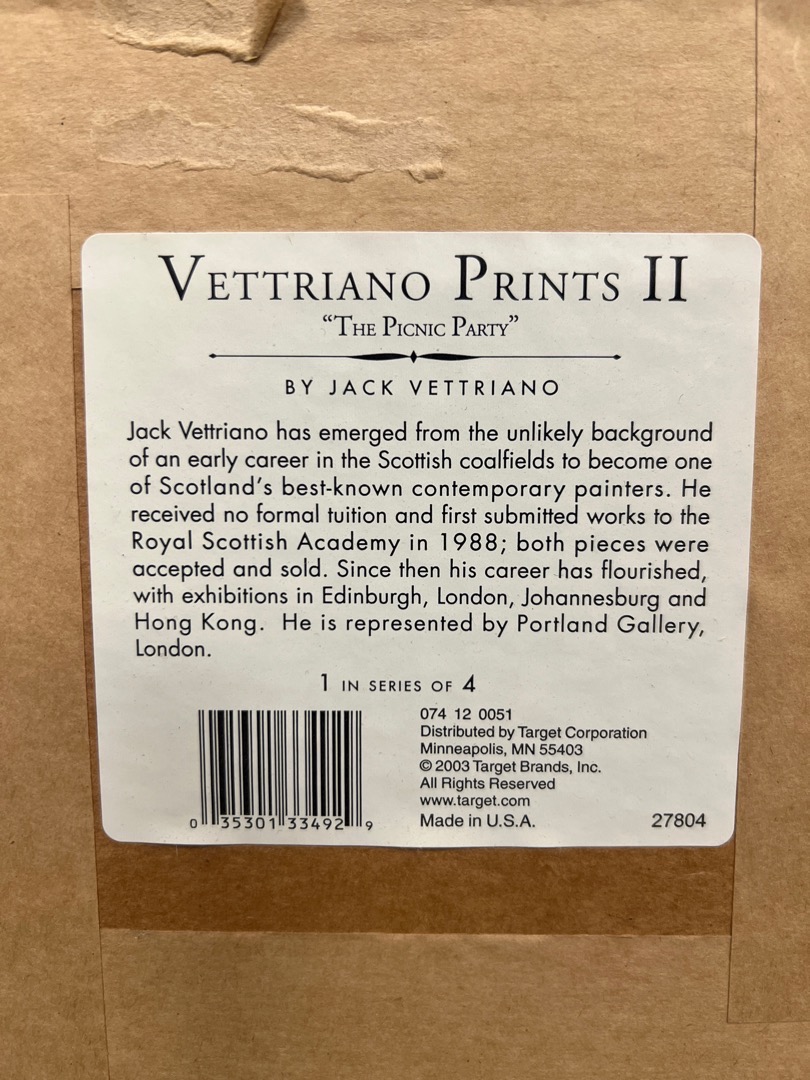 VETTRIANO PRINTS II
“THE PICNIC PARTY”
BY JACK VETTRIANO
Jack Vettriano has emerged from the unlikely background
of an early career in the Scottish coalfields to become one
of Scotland's best-known contemporary painters. He
received no formal tuition and first submitted works to the
Royal Scottish Academy in 1988; both pieces were
accepted and sold. Since then his career has flourished,
with exhibitions in Edinburgh, London, Johannesburg and
Hong Kong. He is represented by Portland Gallery,
London.
1 IN SERIES OF 4
074 12 0051
Distributed by Target Corporation
Minneapolis, MN 55403
© 2003 Target Brands, Inc.
All Rights Reserved
www.target.com
Made in U.S.A. 27804
0 35301 33492 9